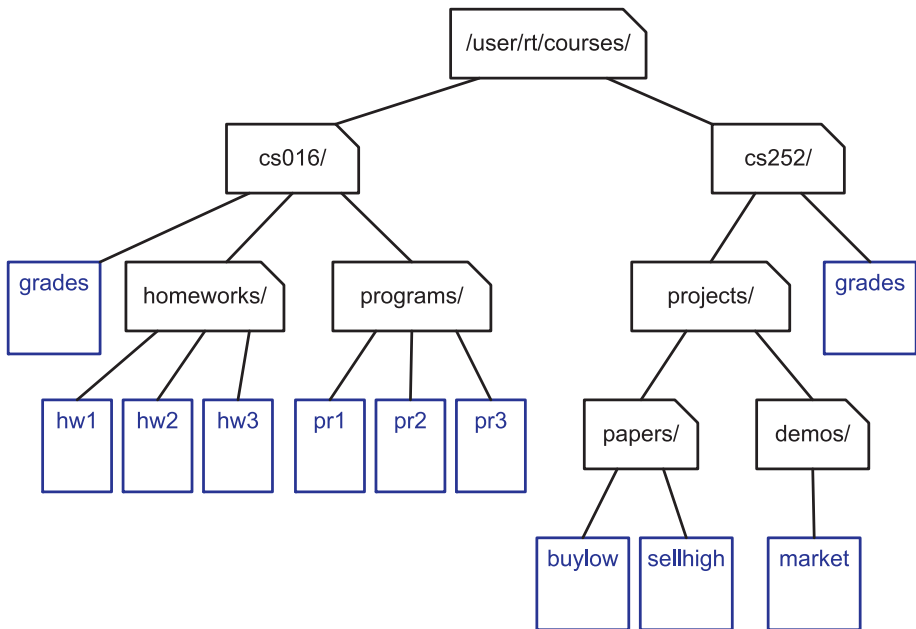 /user/rt/courses/
cs016/
cs252/
grades
homeworks/
programs/
projects/
grades
hw1
hw2
hw3
pr1
pr2
pr3
papers/
demos/
buylow
sellhigh
market